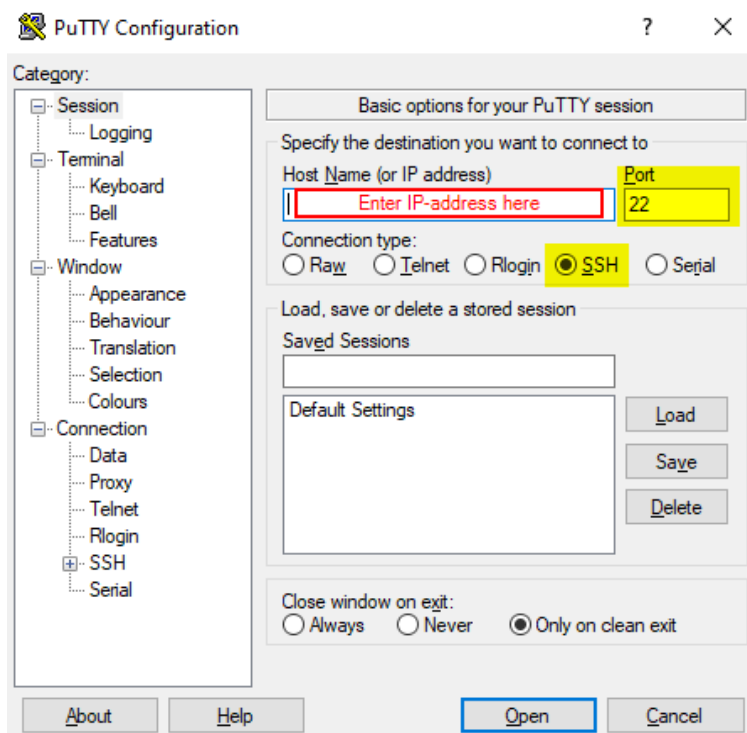 PuTTY Configuration
?
Category:
Session
Logging
Terminal
Keyboard
Bell
Features
Window
Appearance
Behaviour
Translation
Selection
Colours
Connection
Data
Proxy
Telnet
Rlogin
SSH
Serial
Basic options for your PuTTY session
Specify the destination you want to connect to
Host Name (or IP address) Port
Enter IP-address here 22
Connection type:
Raw Telnet Rlogin SSH Serial
Load, save or delete a stored session
Saved Sessions
Default Settings
Load
Save
Delete
Close window on exit:
Always Never Only on clean exit
About Help Open Cancel